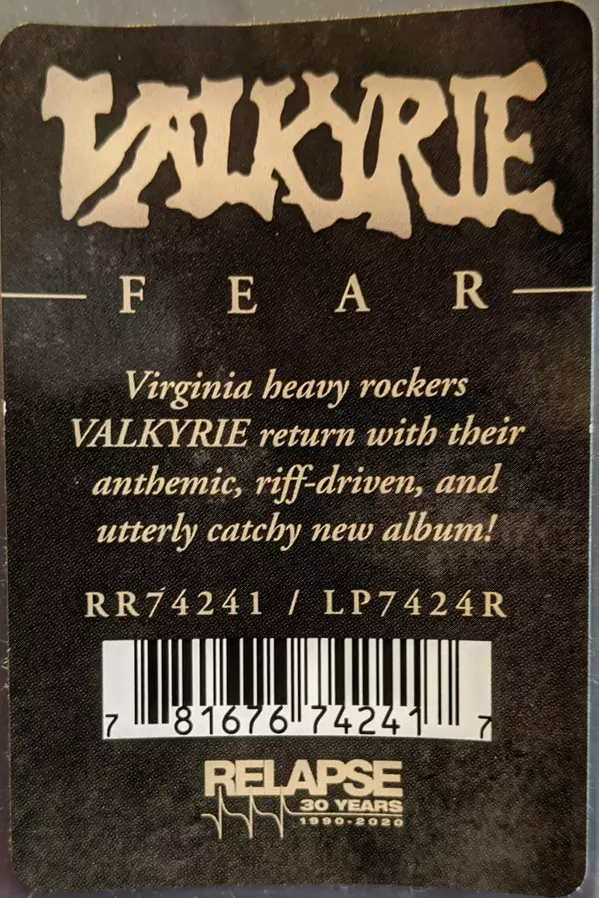 VALKYRIE
FEAR
Virginia heavy rockers
VALKYRIE return with their
anthemic, riff-driven, and
utterly catchy new album!
RR74241 / LP7424R
7 81676 74241 7
RELAPSE
30 YEARS
1990-2020